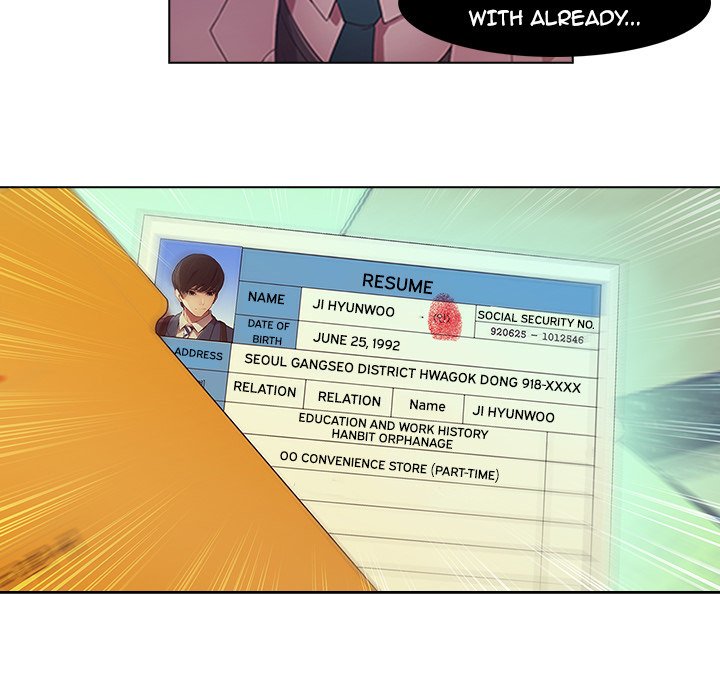 WITH ALREADY...
RESUME
NAME
JI HYUNWOO
SOCIAL SECURITY NO.
920625 - 1012546
DATE OF
BIRTH
JUNE 25, 1992
ADDRESS
SEOUL GANGSEO DISTRICT HWAGOK DONG 918-XXXX
RELATION
RELATION
Name
JI HYUNWOO
EDUCATION AND WORK HISTORY
HANBIT ORPHANAGE
OO CONVENIENCE STORE (PART-TIME)